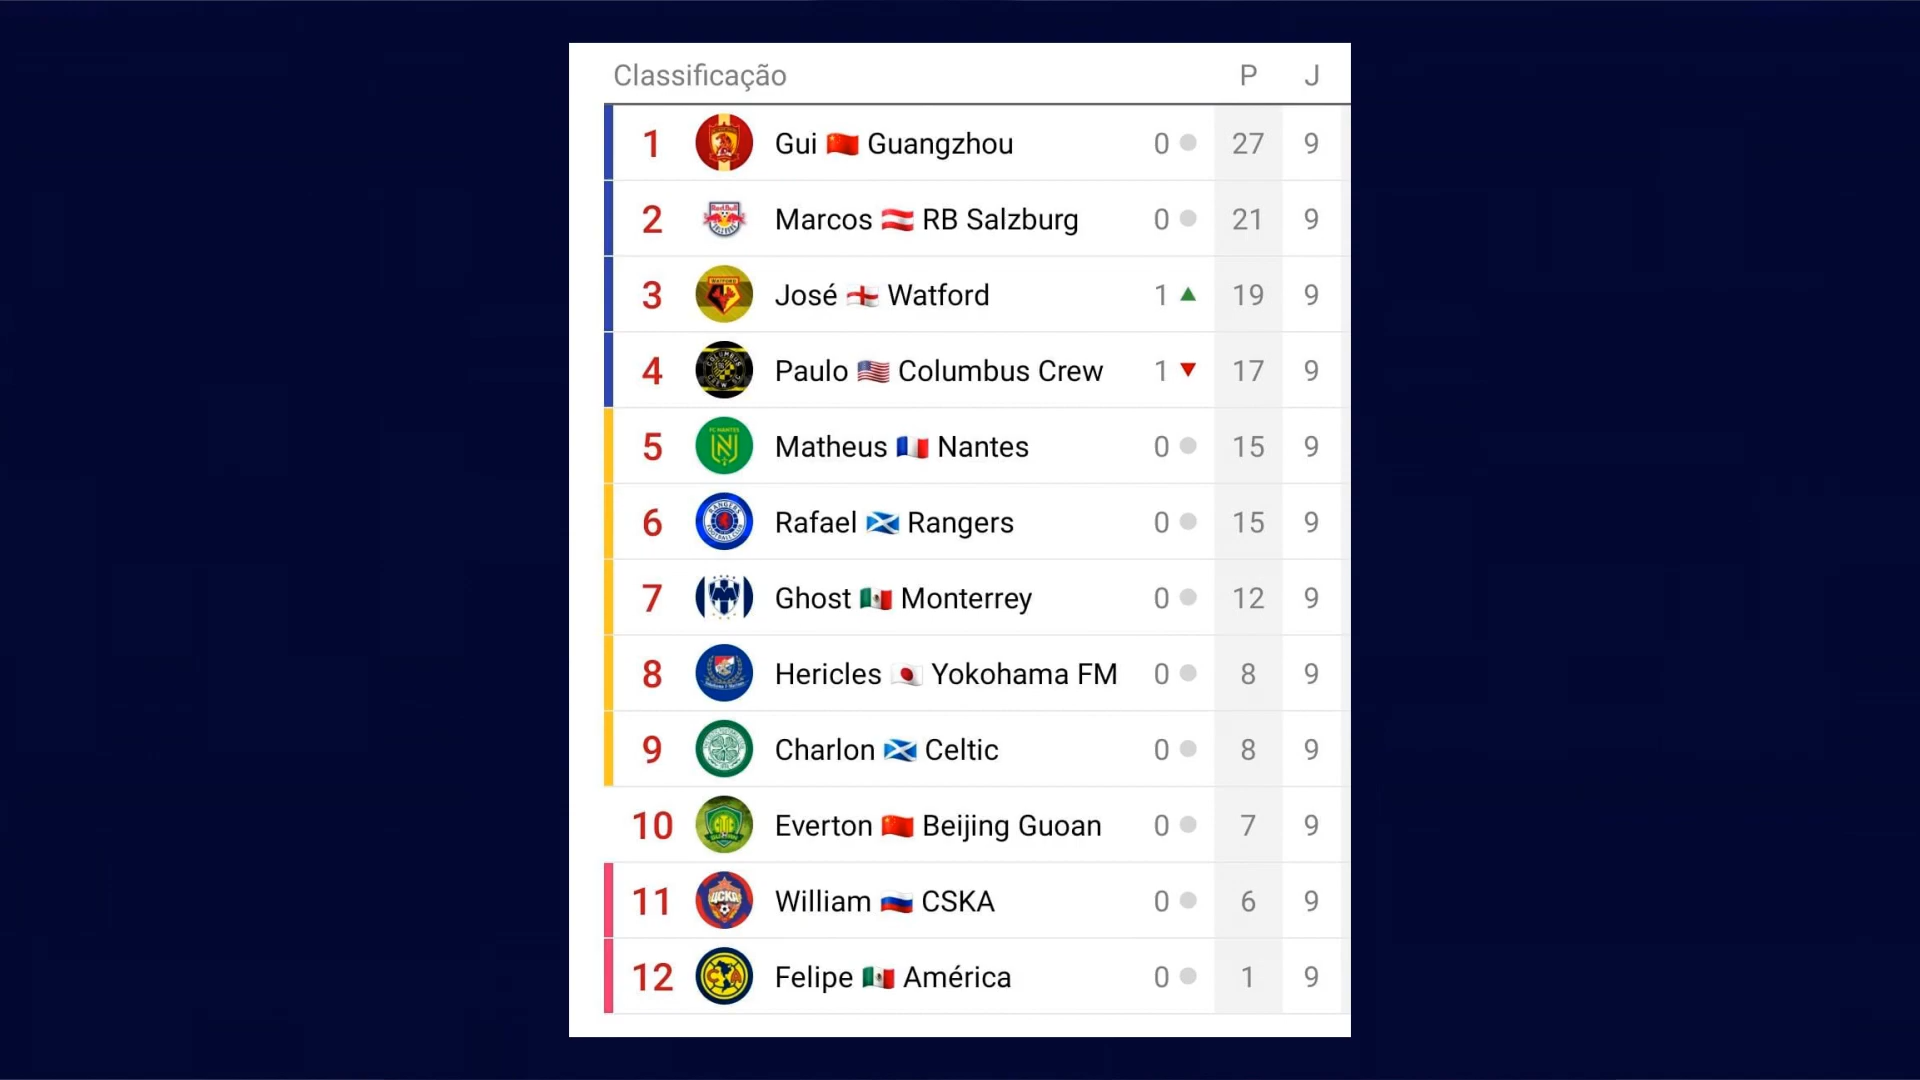 Classificação P J
1 Gui 🇨🇳 Guangzhou 0 27 9
2 Marcos 🇦🇹 RB Salzburg 0 21 9
3 José 🏴󠁧󠁢󠁥󠁮󠁧󠁿 Watford 1 ▲ 19 9
4 Paulo 🇺🇸 Columbus Crew 1 ▼ 17 9
5 Matheus 🇫🇷 Nantes 0 15 9
6 Rafael 🏴󠁧󠁢󠁳󠁣󠁴󠁿 Rangers 0 15 9
7 Ghost 🇲🇽 Monterrey 0 12 9
8 Hericles 🇯🇵 Yokohama FM 0 8 9
9 Charlon 🏴󠁧󠁢󠁳󠁣󠁴󠁿 Celtic 0 8 9
10 Everton 🇨🇳 Beijing Guoan 0 7 9
11 William 🇷🇺 CSKA 0 6 9
12 Felipe 🇲🇽 América 0 1 9